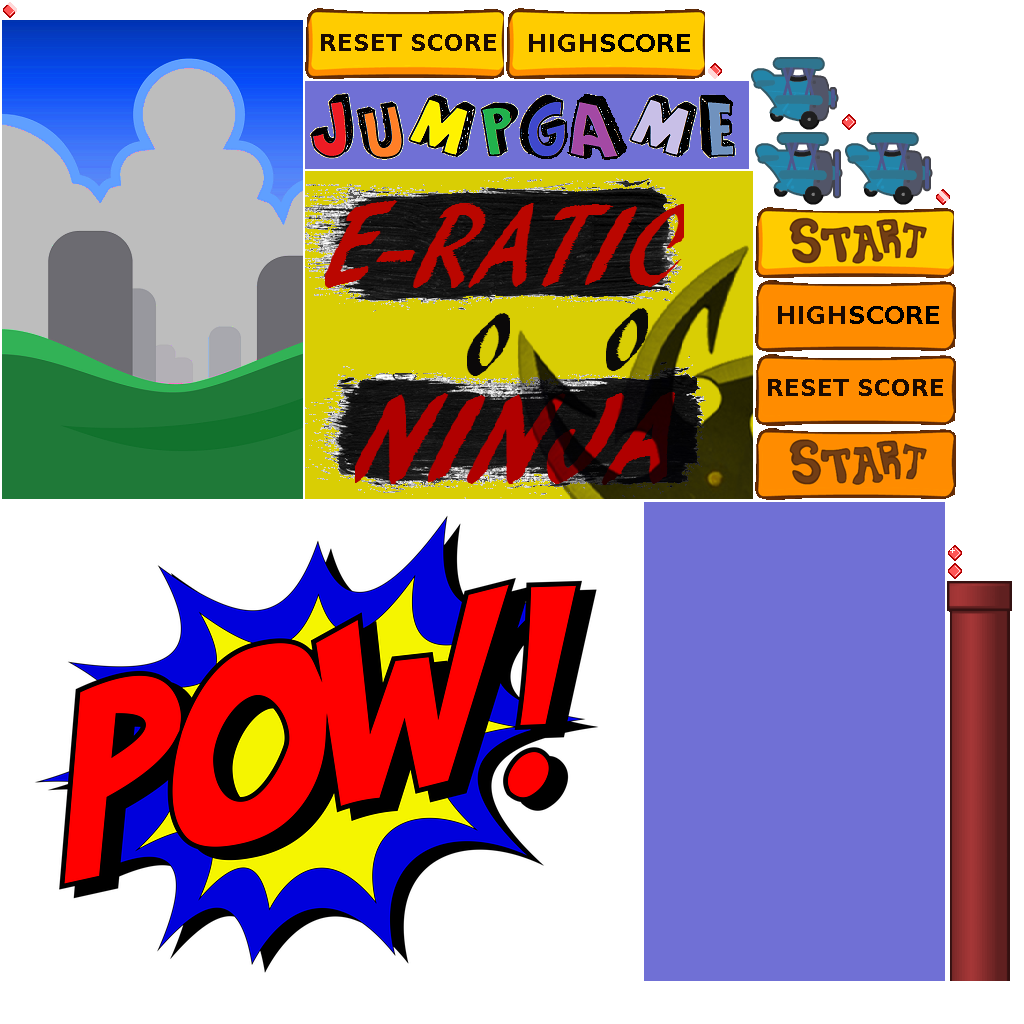 RESET SCORE
HIGHSCORE
JUMPGAME
E-RATIC
NINJA
START
HIGHSCORE
RESET SCORE
START
POW!